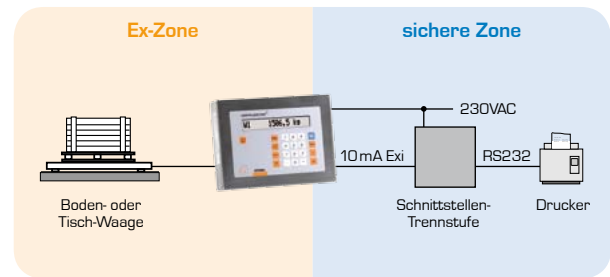 Ex-Zone
sichere Zone
W1 1506.5 kg
230VAC
10 mA Exi
RS232
Boden- oder
Tisch-Waage
Schnittstellen-
Trennstufe
Drucker